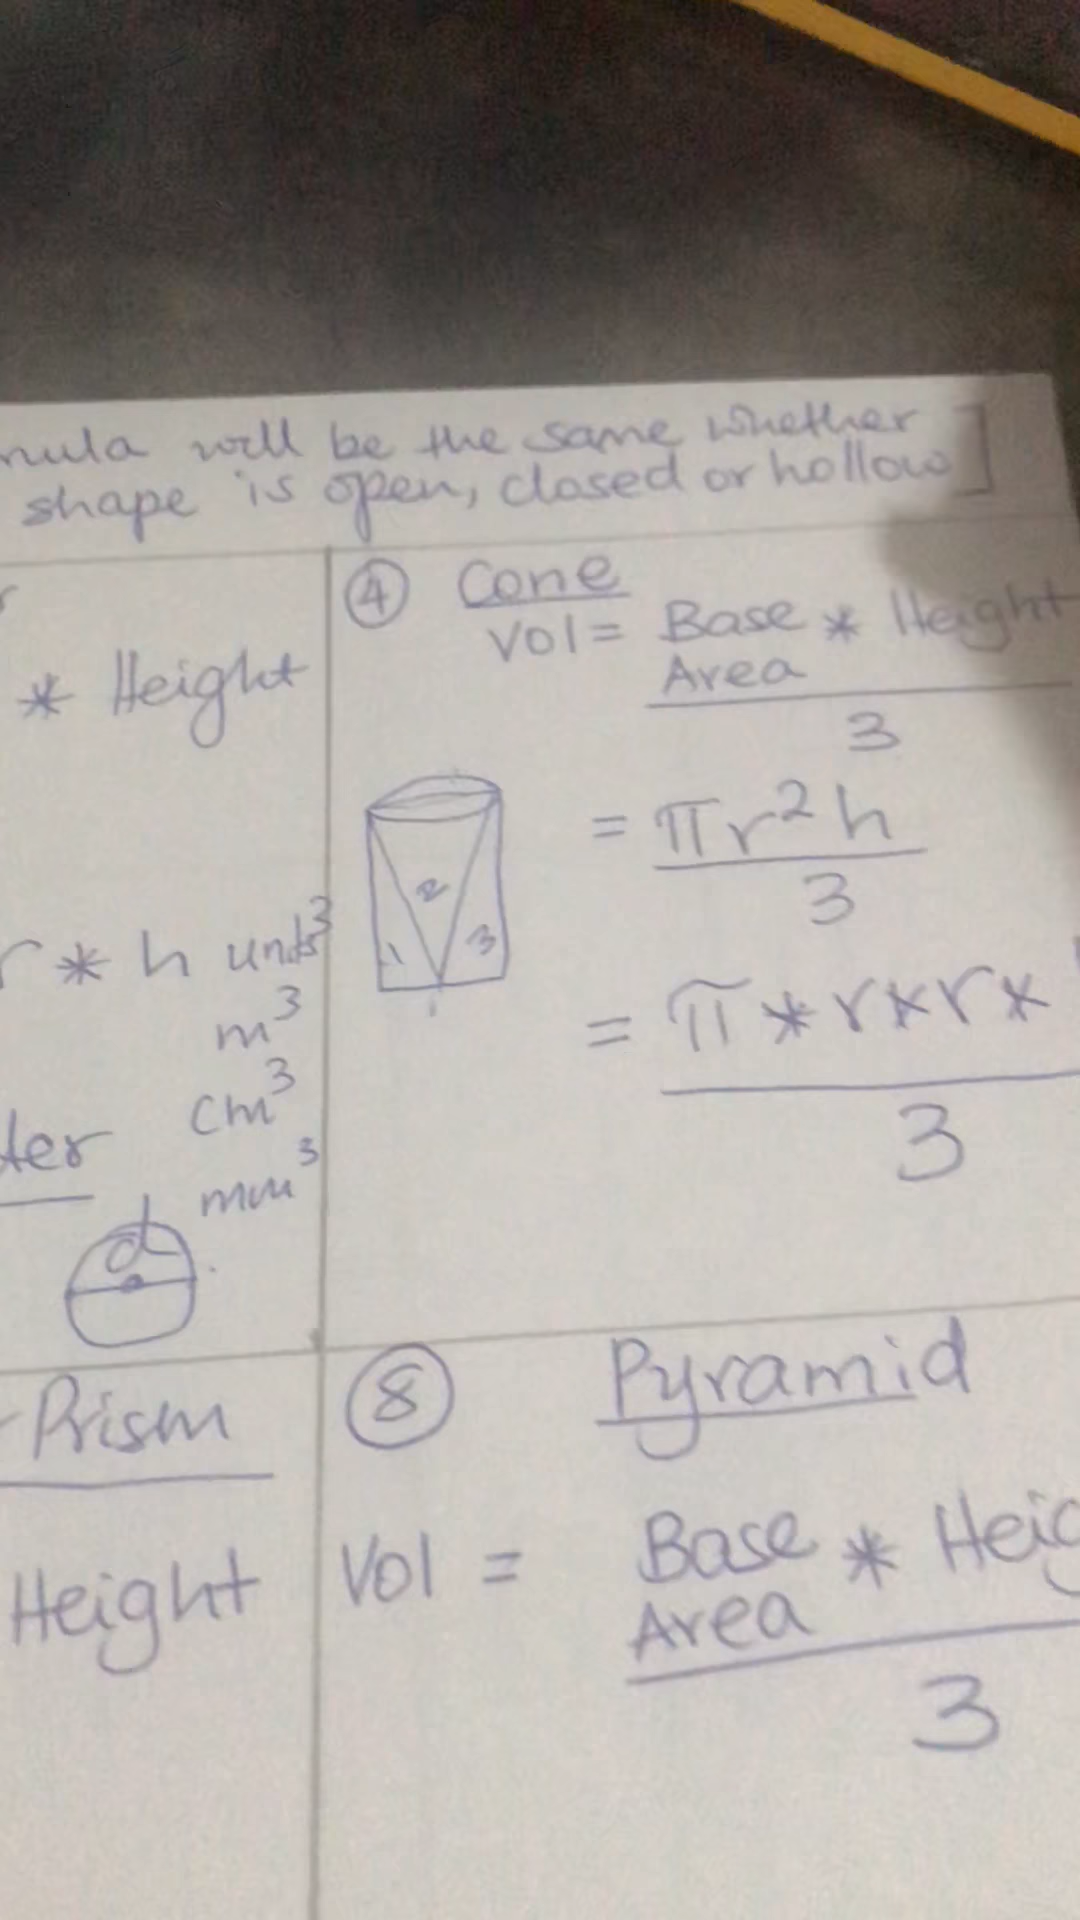 mula will be the same whether
shape is open, closed or hollow]
r
* Height
r * h units³
m³
cm³
mm³
ter
d
④ Cone
Vol = Base * Height
Area
3
= πr²h
3
1 2 3
= π * r * r *
3
Prism
Height
⑧ Pyramid
Vol = Base * Heig
Area
3